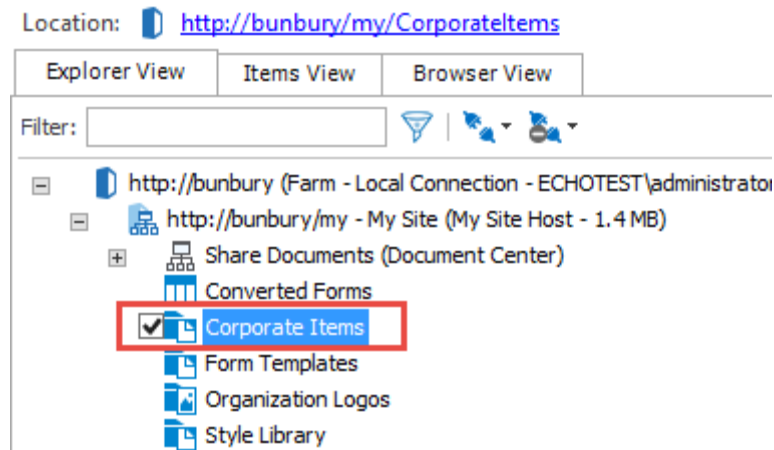 Location: http://bunbury/my/CorporateItems
Explorer View Items View Browser View
Filter:
http://bunbury (Farm - Local Connection - ECHOTEST\administrator
http://bunbury/my - My Site (My Site Host - 1.4 MB)
Share Documents (Document Center)
Converted Forms
Corporate Items
Form Templates
Organization Logos
Style Library